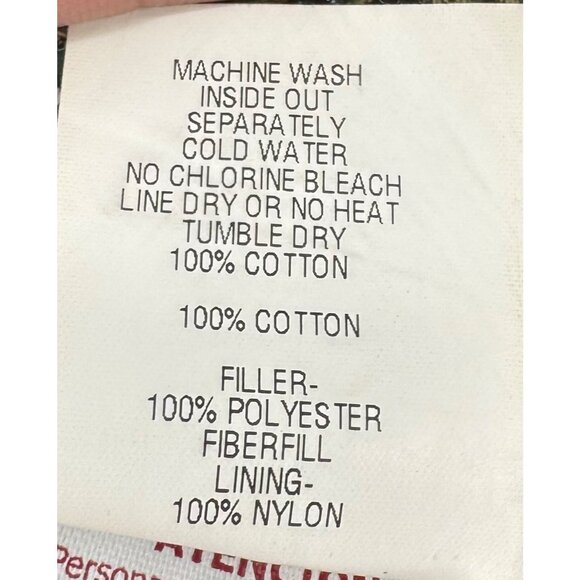 MACHINE WASH
INSIDE OUT
SEPARATELY
COLD WATER
NO CHLORINE BLEACH
LINE DRY OR NO HEAT
TUMBLE DRY
100% COTTON
100% COTTON
FILLER-
100% POLYESTER
FIBERFILL
LINING-
100% NYLON